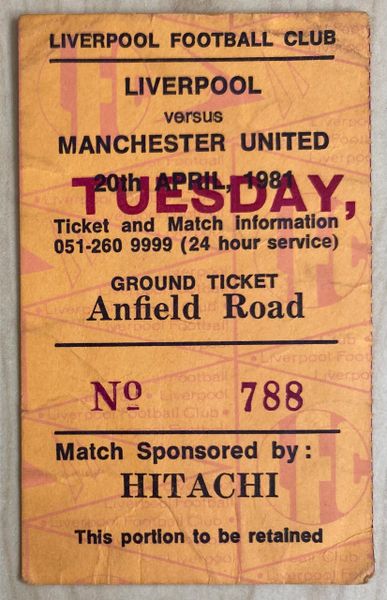 LIVERPOOL FOOTBALL CLUB
LIVERPOOL
versus
MANCHESTER UNITED
20th APRIL, 1981
TUESDAY,
Ticket and Match information
051-260 9999 (24 hour service)
GROUND TICKET
Anfield Road
Nº 788
Match Sponsored by:
HITACHI
This portion to be retained